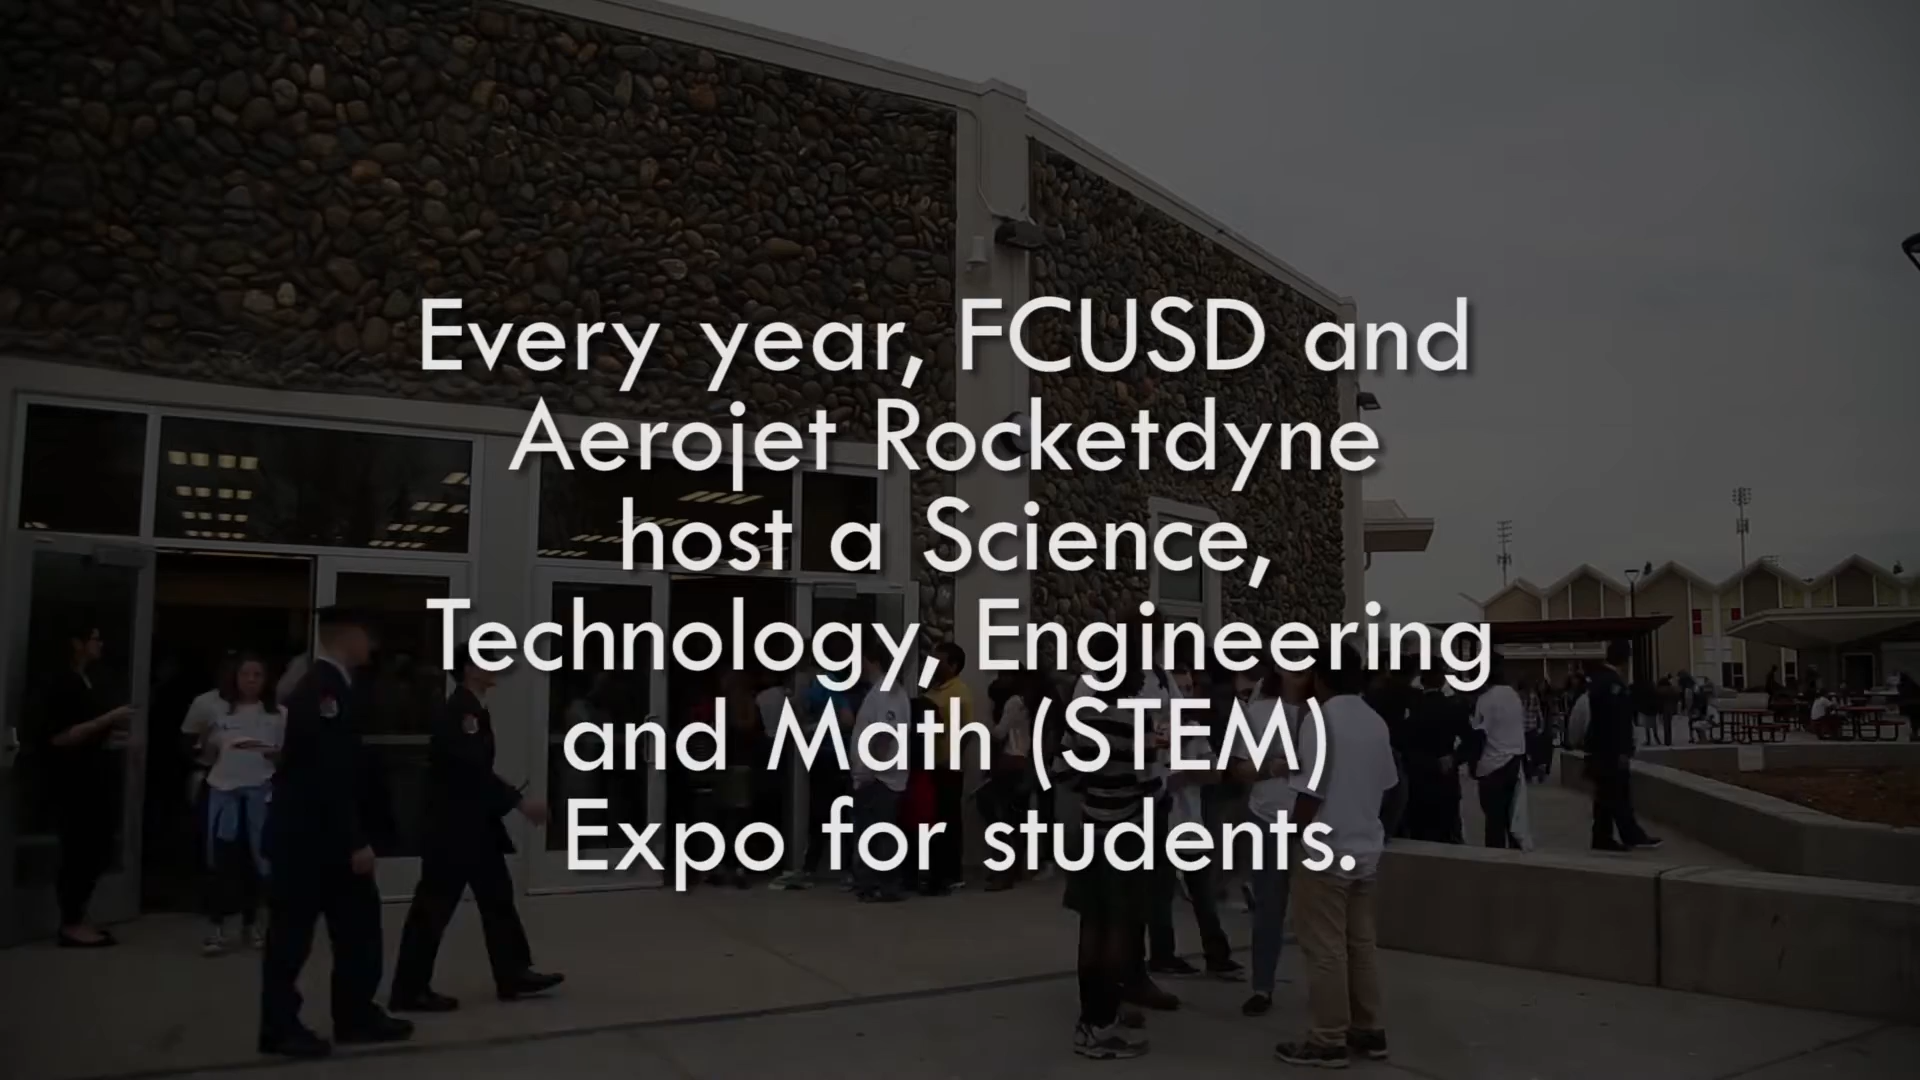 Every year, FCUSD and
Aerojet Rocketdyne
host a Science,
Technology, Engineering
and Math (STEM)
Expo for students.